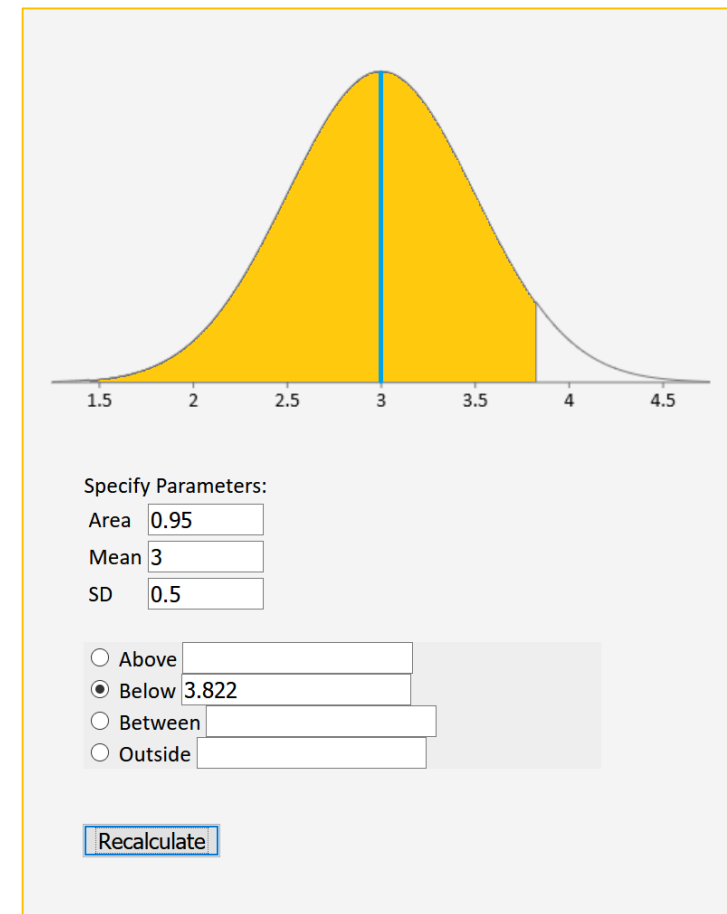 1.5 2 2.5 3 3.5 4 4.5
Specify Parameters:
Area 0.95
Mean 3
SD 0.5
Above
Below 3.822
Between
Outside
Recalculate